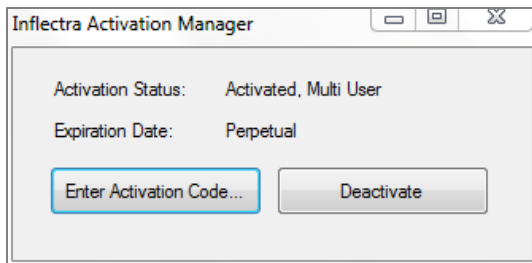 Inflectra Activation Manager
Activation Status: Activated, Multi User
Expiration Date: Perpetual
Enter Activation Code... Deactivate